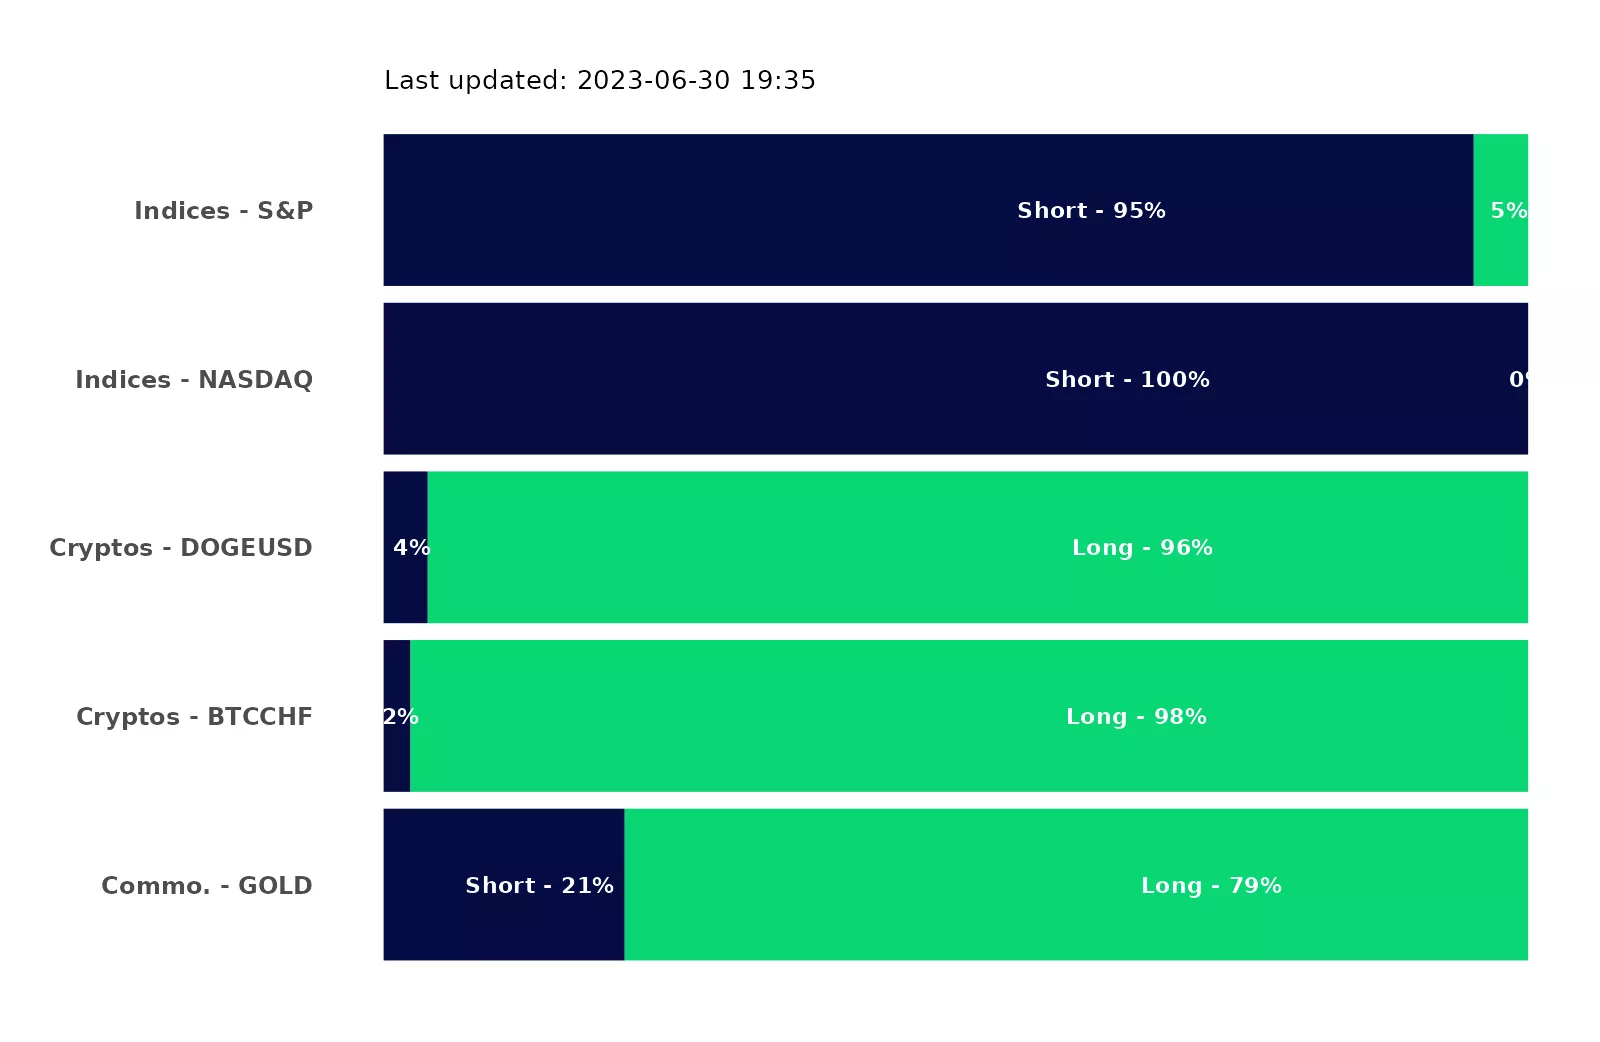 Last updated: 2023-06-30 19:35
Indices - S&P Short - 95% 5%
Indices - NASDAQ Short - 100% 0%
Cryptos - DOGEUSD 4% Long - 96%
Cryptos - BTCCHF 2% Long - 98%
Commo. - GOLD Short - 21% Long - 79%